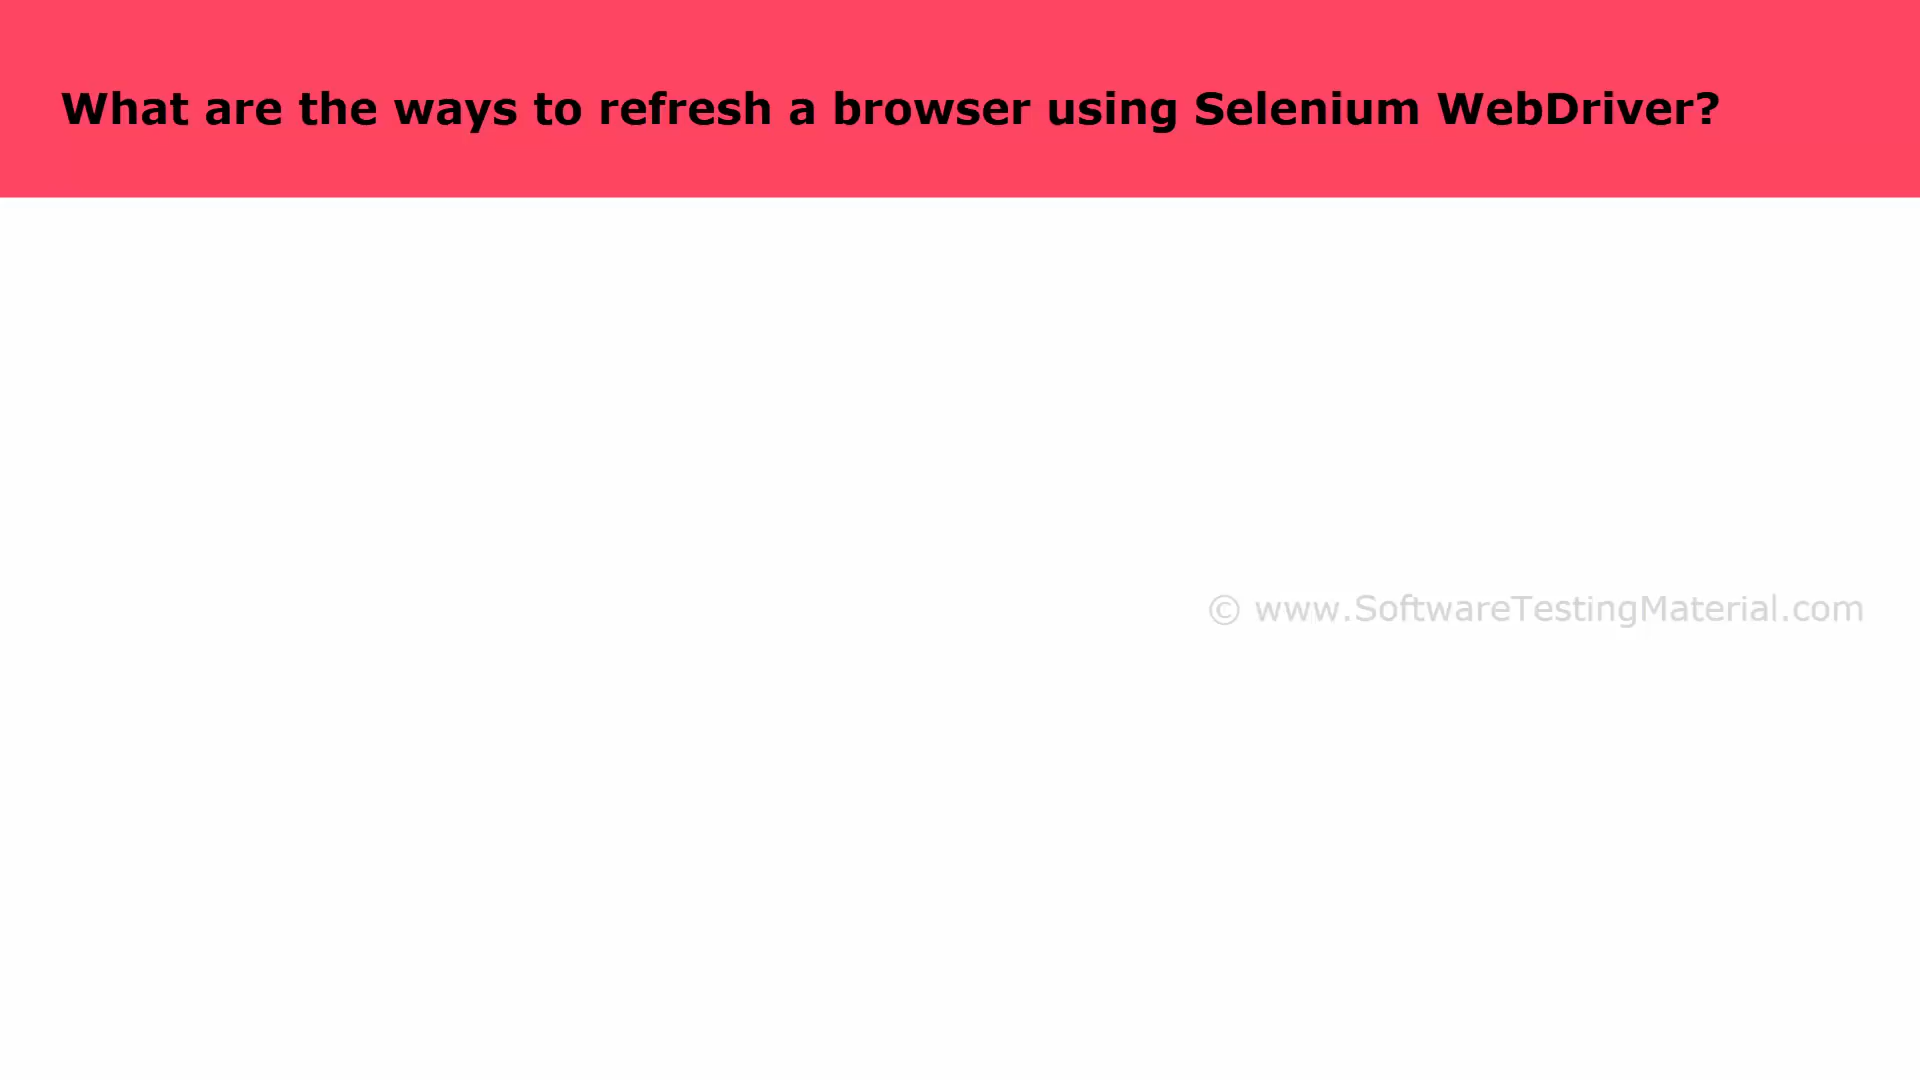 What are the ways to refresh a browser using Selenium WebDriver?
© www.SoftwareTestingMaterial.com